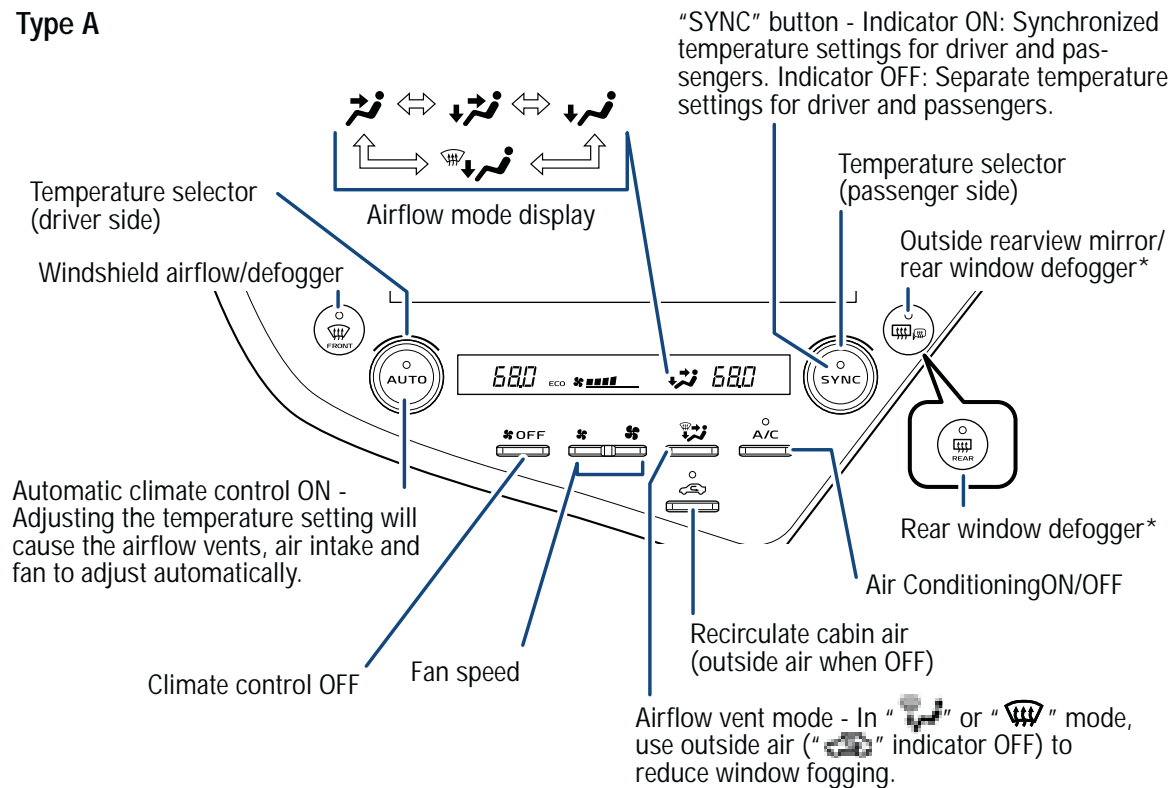 Type A
“SYNC” button - Indicator ON: Synchronized
temperature settings for driver and pas-
sengers. Indicator OFF: Separate temperature
settings for driver and passengers.
Airflow mode display
Temperature selector
(driver side)
Temperature selector
(passenger side)
Windshield airflow/defogger
Outside rearview mirror/
rear window defogger*
FRONT
AUTO
68.0
ECO
68.0
SYNC
OFF
A/C
REAR
Automatic climate control ON -
Adjusting the temperature setting will
cause the airflow vents, air intake and
fan to adjust automatically.
Rear window defogger*
Air ConditioningON/OFF
Recirculate cabin air
(outside air when OFF)
Fan speed
Climate control OFF
Airflow vent mode - In “ ” or “ ” mode,
use outside air (“ ” indicator OFF) to
reduce window fogging.